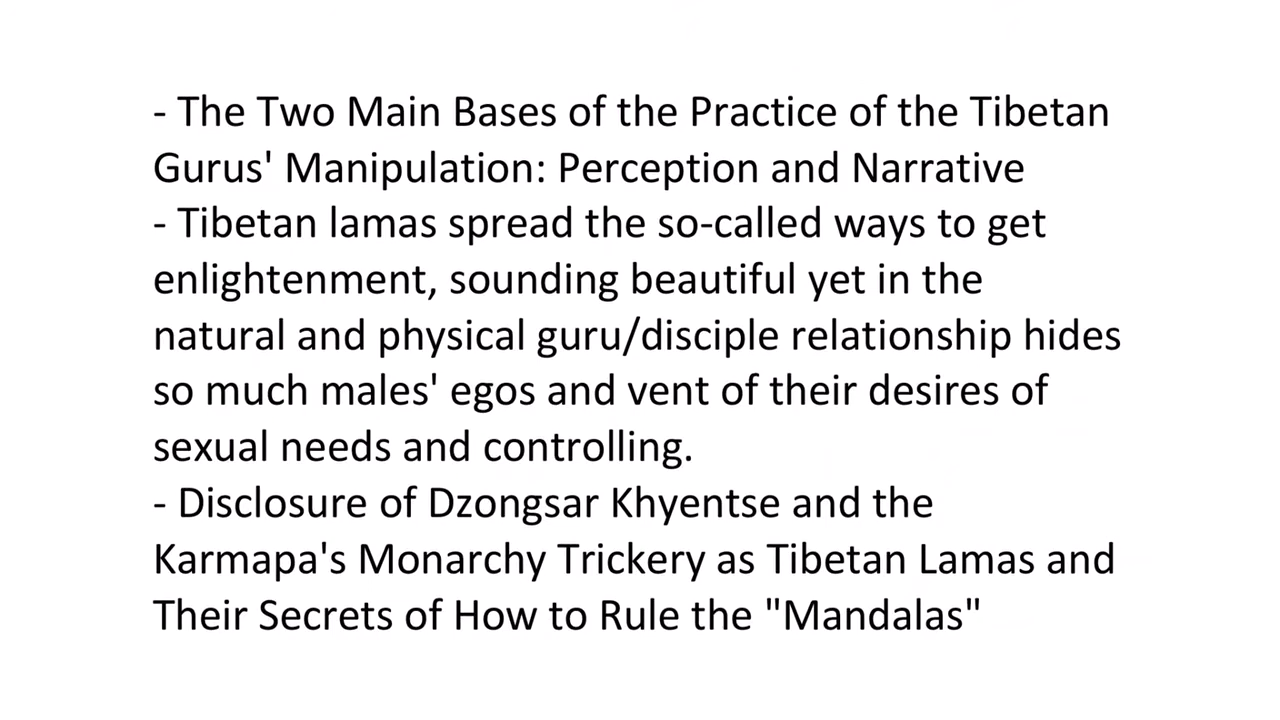 - The Two Main Bases of the Practice of the Tibetan
Gurus' Manipulation: Perception and Narrative
- Tibetan lamas spread the so-called ways to get
enlightenment, sounding beautiful yet in the
natural and physical guru/disciple relationship hides
so much males' egos and vent of their desires of
sexual needs and controlling.
- Disclosure of Dzongsar Khyentse and the
Karmapa's Monarchy Trickery as Tibetan Lamas and
Their Secrets of How to Rule the "Mandalas"